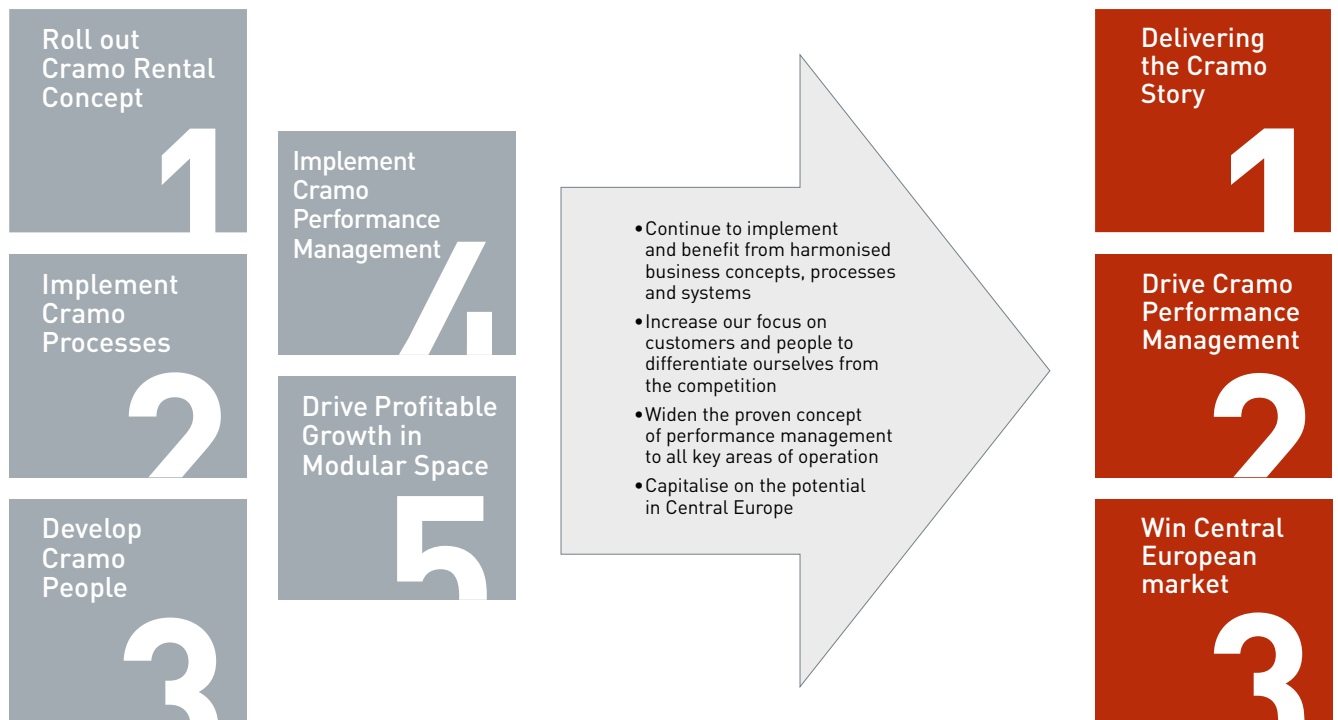 Roll out
Cramo Rental
Concept
1
Implement
Cramo
Processes
2
Develop
Cramo
People
3
Implement
Cramo
Performance
Management
4
Drive Profitable
Growth in
Modular Space
5
•Continue to implement
and benefit from harmonised
business concepts, processes
and systems
•Increase our focus on
customers and people to
differentiate ourselves from
the competition
•Widen the proven concept
of performance management
to all key areas of operation
•Capitalise on the potential
in Central Europe
Delivering
the Cramo
Story
1
Drive Cramo
Performance
Management
2
Win Central
European
market
3